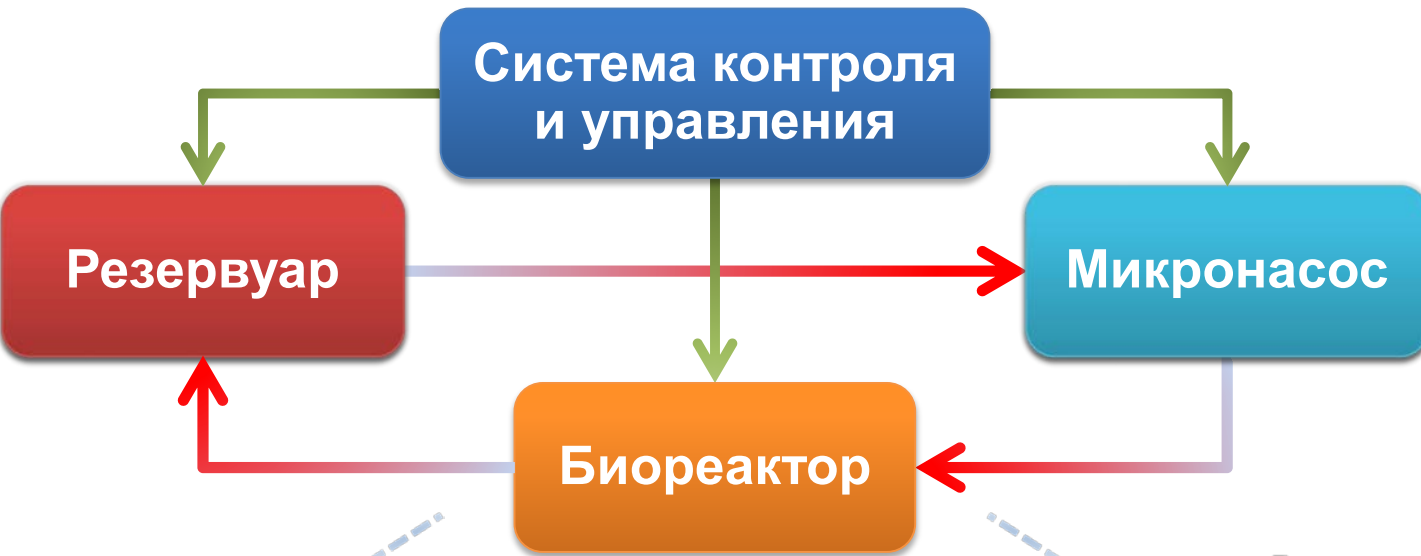 Система контроля
и управления
Резервуар
Микронасос
Биореактор